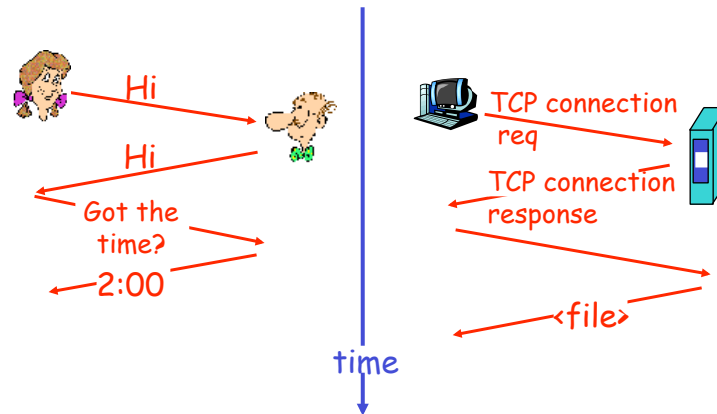 Hi
Hi
Got the
time?
2:00
TCP connection
req
TCP connection
response
<file>
time